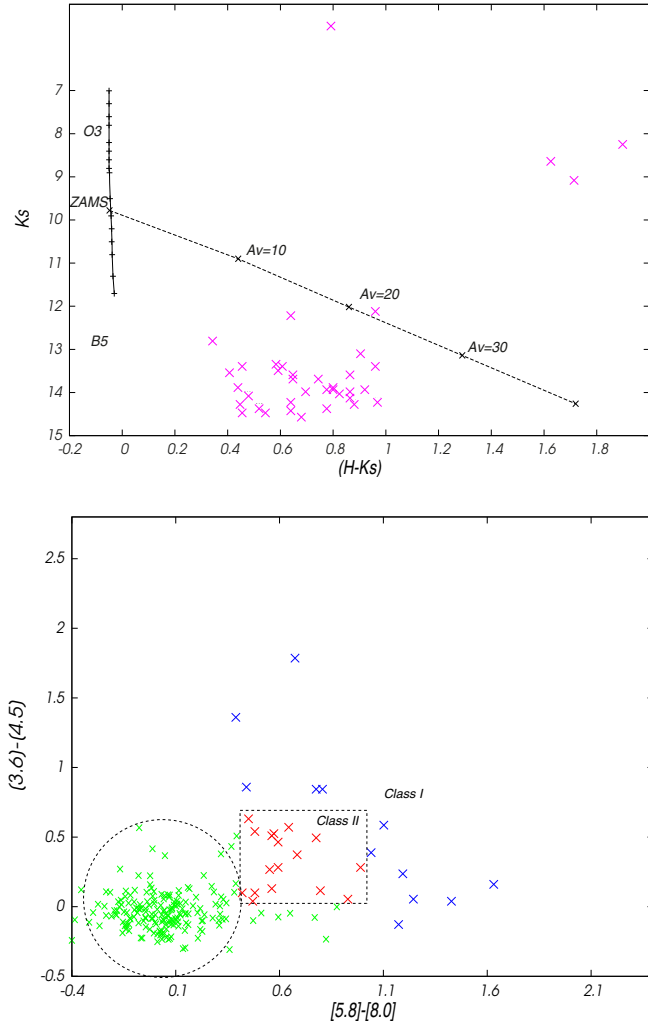 7
8
O3
9
ZAMS
10
Av=10
11
Av=20
12
B5
Av=30
13
14
15
Ks
-0.2 0 0.2 0.4 0.6 0.8 1 1.2 1.4 1.6 1.8
(H-Ks)
2.5
2
1.5
1
Class I
Class II
0.5
0
-0.5
(3.6)-(4.5)
-0.4 0.1 0.6 1.1 1.6 2.1
[5.8]-[8.0]